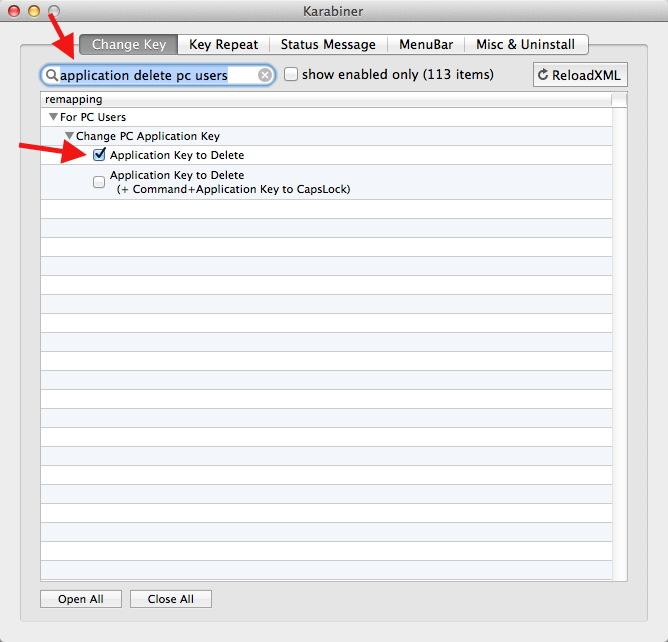 Karabiner
Change Key
Key Repeat
Status Message
MenuBar
Misc & Uninstall
application delete pc users
show enabled only (113 items)
ReloadXML
remapping
For PC Users
Change PC Application Key
Application Key to Delete
Application Key to Delete
(+ Command+Application Key to CapsLock)
Open All
Close All